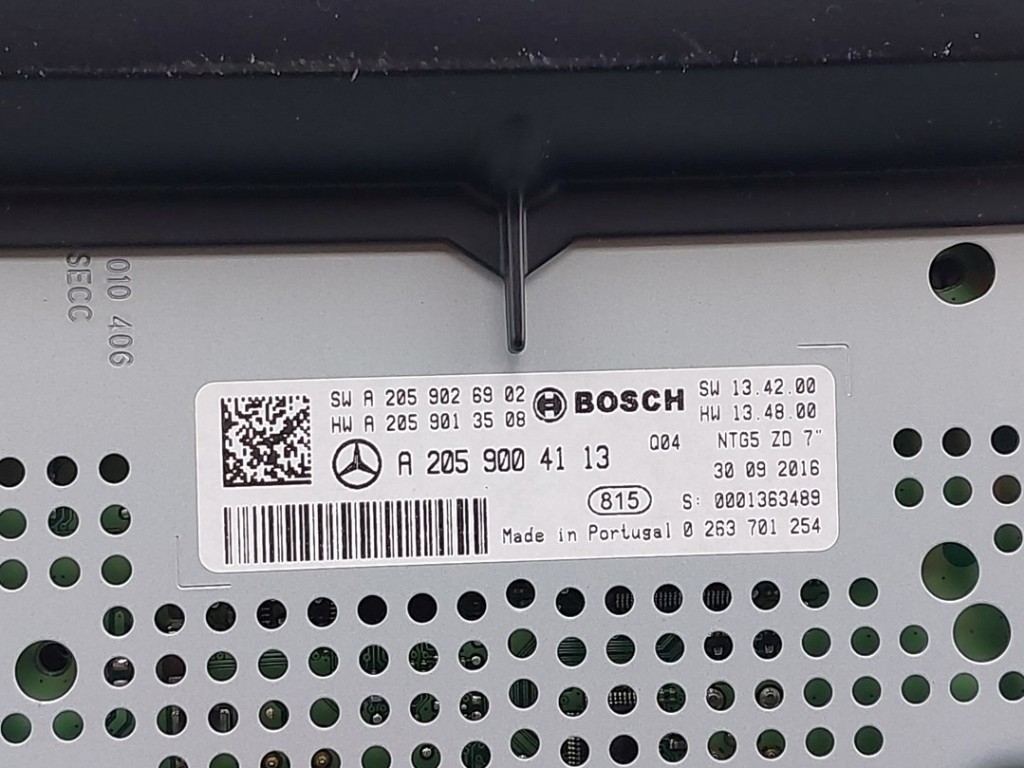 010 406
SECC
SW A 205 902 69 02
HW A 205 901 35 08
BOSCH
SW 13.42.00
HW 13.48.00
A 205 900 41 13
Q04
NTG5 ZD 7"
30 09 2016
815
S: 0001363489
Made in Portugal 0 263 701 254